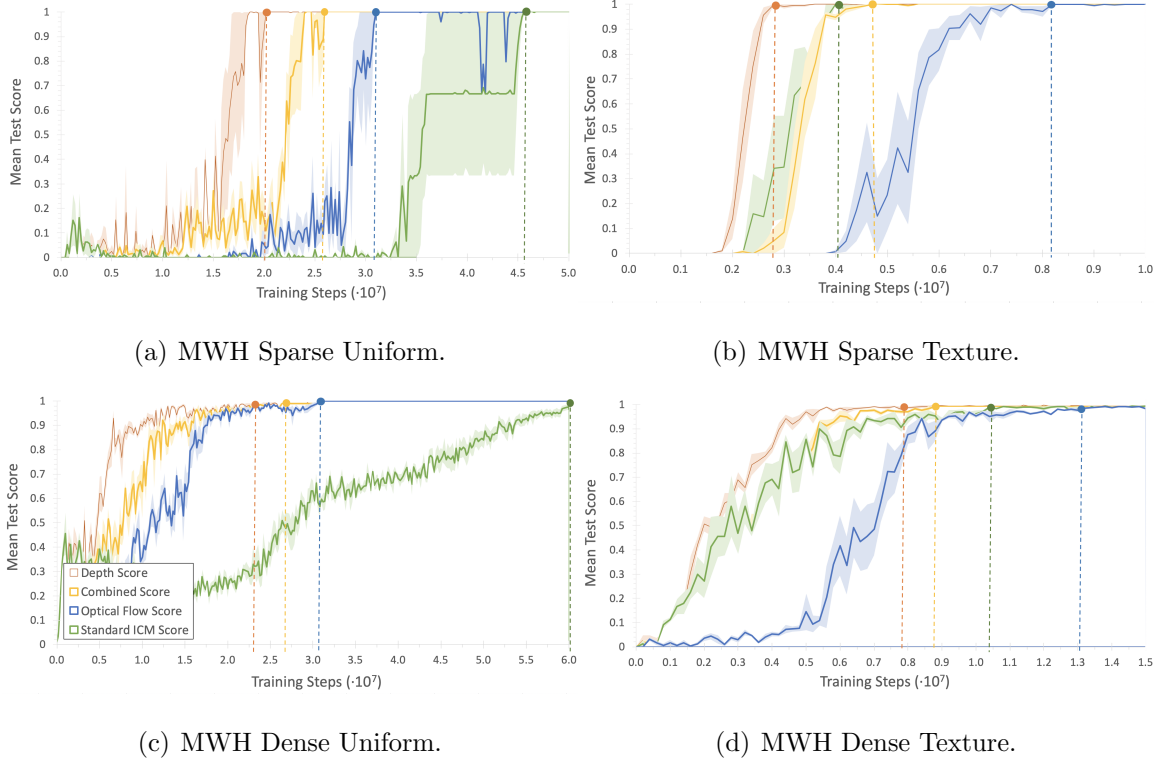 Mean Test Score
1
0.9
0.8
0.7
0.6
0.5
0.4
0.3
0.2
0.1
0
0.0 0.5 1.0 1.5 2.0 2.5 3.0 3.5 4.0 4.5 5.0
Training Steps (·10⁷)
(a) MWH Sparse Uniform.
Mean Test Score
1
0.9
0.8
0.7
0.6
0.5
0.4
0.3
0.2
0.1
0
0.0 0.1 0.2 0.3 0.4 0.5 0.6 0.7 0.8 0.9 1.0
Training Steps (·10⁷)
(b) MWH Sparse Texture.
Mean Test Score
1
0.9
0.8
0.7
0.6
0.5
0.4
0.3
0.2
0.1
0
Depth Score
Combined Score
Optical Flow Score
Standard ICM Score
0.0 0.5 1.0 1.5 2.0 2.5 3.0 3.5 4.0 4.5 5.0 5.5 6.0
Training Steps (·10⁷)
(c) MWH Dense Uniform.
Mean Test Score
1
0.9
0.8
0.7
0.6
0.5
0.4
0.3
0.2
0.1
0
0.0 0.1 0.2 0.3 0.4 0.5 0.6 0.7 0.8 0.9 1.0 1.1 1.2 1.3 1.4 1.5
Training Steps (·10⁷)
(d) MWH Dense Texture.